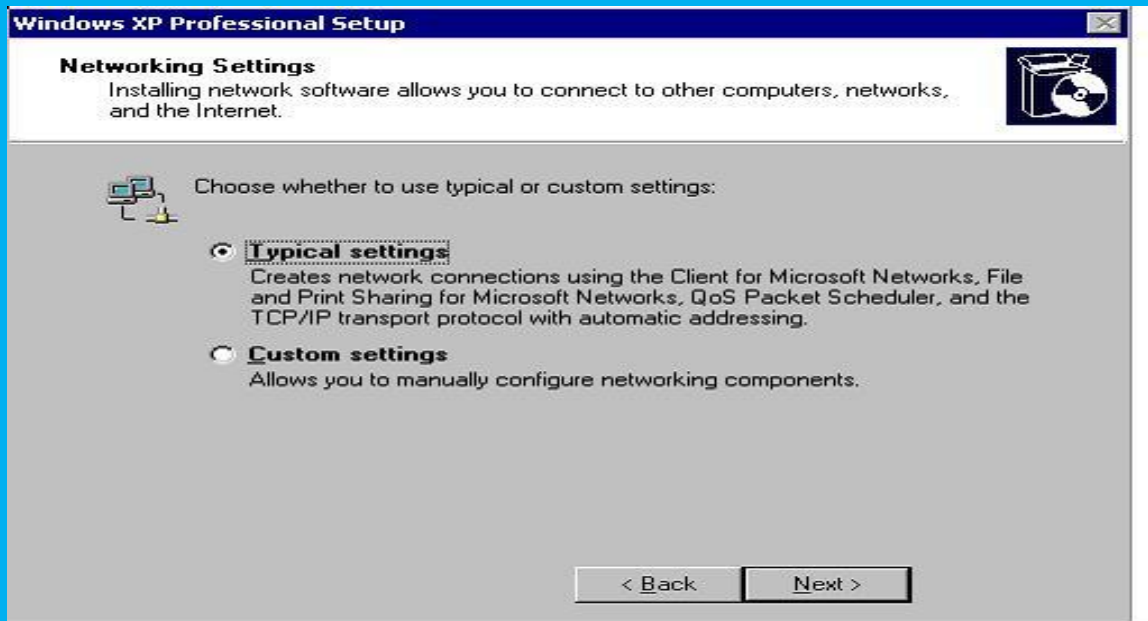 Windows XP Professional Setup
Networking Settings
Installing network software allows you to connect to other computers, networks,
and the Internet.
Choose whether to use typical or custom settings:
Typical settings
Creates network connections using the Client for Microsoft Networks, File
and Print Sharing for Microsoft Networks, QoS Packet Scheduler, and the
TCP/IP transport protocol with automatic addressing.
Custom settings
Allows you to manually configure networking components.
< Back
Next >